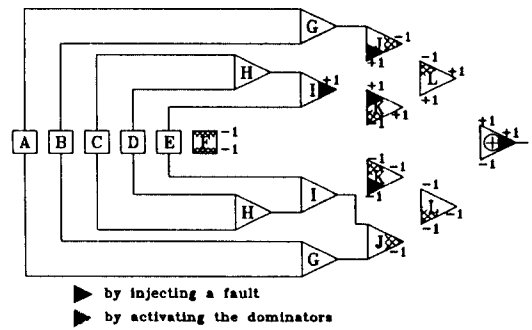 G
J -1
+1
-1
L +1
+1
H
I +1
K +1
A B C D E F -1
-1
+1
+1 -1
-1
K -1
-1
-1
L -1
-1
H
I
J -1
G
by injecting a fault
by activating the dominators